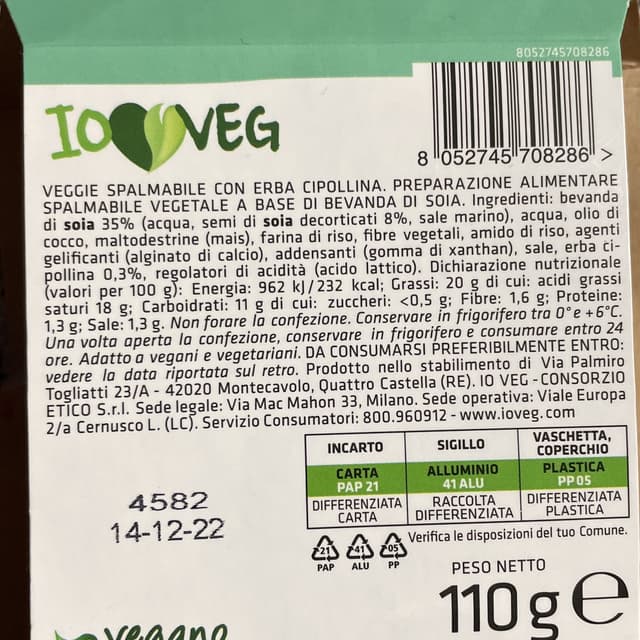 8052745708286
IO VEG
8 052745 708286 >
VEGGIE SPALMABILE CON ERBA CIPOLLINA. PREPARAZIONE ALIMENTARE
SPALMABILE VEGETALE A BASE DI BEVANDA DI SOIA. Ingredienti: bevanda
di soia 35% (acqua, semi di soia decorticati 8%, sale marino), acqua, olio di
cocco, maltodestrine (mais), farina di riso, fibre vegetali, amido di riso, agenti
gelificanti (alginato di calcio), addensanti (gomma di xanthan), sale, erba ci-
pollina 0,3%, regolatori di acidità (acido lattico). Dichiarazione nutrizionale
(valori per 100 g): Energia: 962 kJ/232 kcal; Grassi: 20 g di cui: acidi grassi
saturi 18 g; Carboidrati: 11 g di cui: zuccheri: <0,5 g; Fibre: 1,6 g; Proteine:
1,3 g; Sale: 1,3 g. Non forare la confezione. Conservare in frigorifero tra 0° e +6°C.
Una volta aperta la confezione, conservare in frigorifero e consumare entro 24
ore. Adatto a vegani e vegetariani. DA CONSUMARSI PREFERIBILMENTE ENTRO:
vedere la data riportata sul retro. Prodotto nello stabilimento di Via Palmiro
Togliatti 23/A - 42020 Montecavolo, Quattro Castella (RE). IO VEG - CONSORZIO
ETICO S.r.l. Sede legale: Via Mac Mahon 33, Milano. Sede operativa: Viale Europa
2/a Cernusco L. (LC). Servizio Consumatori: 800.960912 - www.ioveg.com
INCARTO SIGILLO VASCHETTA, COPERCHIO
CARTA ALLUMINIO PLASTICA
PAP 21 41 ALU PP 05
DIFFERENZIATA RACCOLTA DIFFERENZIATA
CARTA DIFFERENZIATA PLASTICA
Verifica le disposizioni del tuo Comune.
4582
14-12-22
21 41 05
PAP ALU PP
PESO NETTO
110 g e
vegano